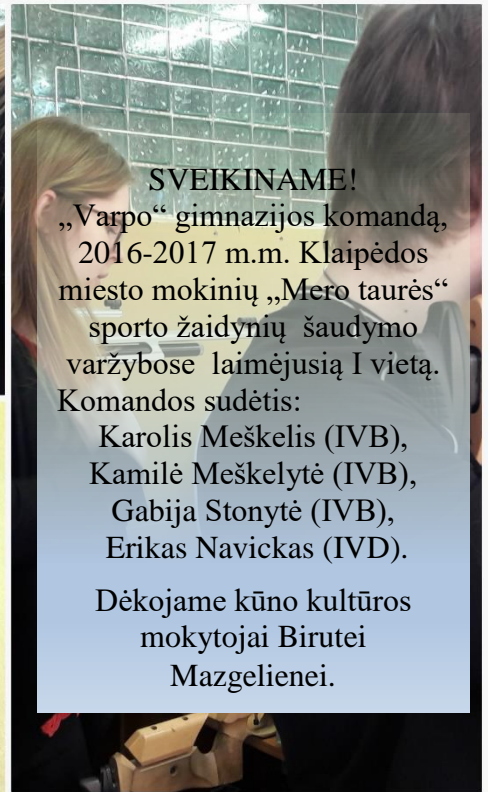 SVEIKINAME!
„Varpo“ gimnazijos komandą,
2016-2017 m.m. Klaipėdos
miesto mokinių „Mero taurės“
sporto žaidynių šaudymo
varžybose laimėjusią I vietą.
Komandos sudėtis:
Karolis Meškelis (IVB),
Kamilė Meškelytė (IVB),
Gabija Stonytė (IVB),
Erikas Navickas (IVD).
Dėkojame kūno kultūros
mokytojai Birutei
Mazgelienei.